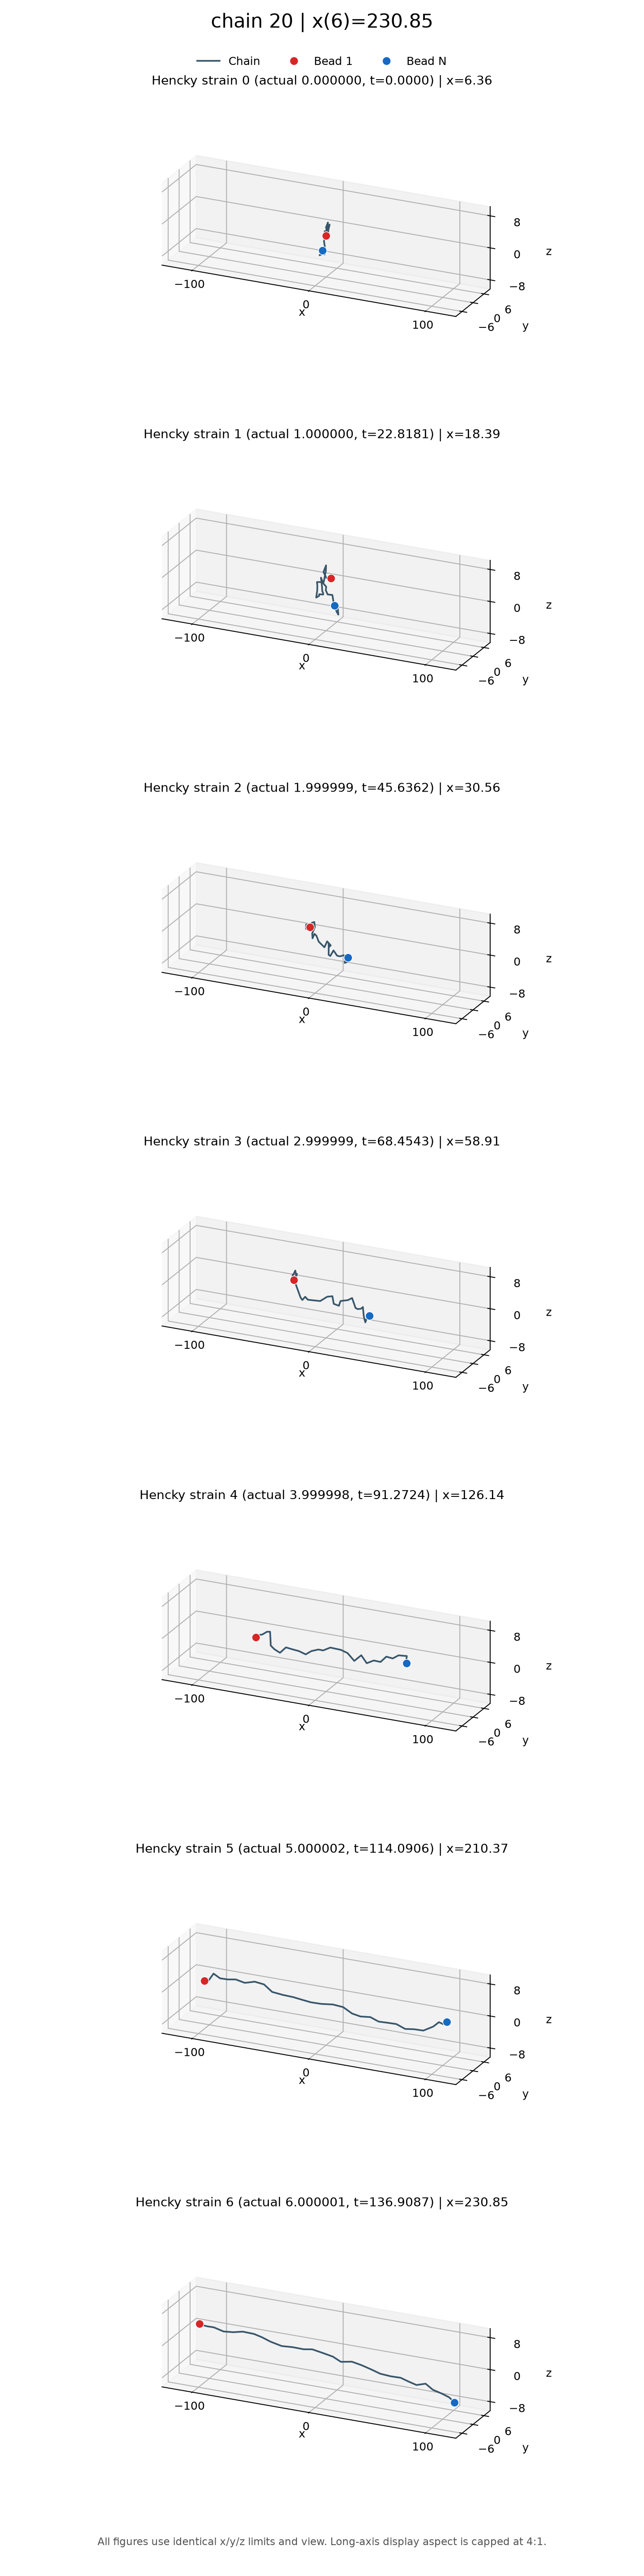 chain 20 | x(6)=230.85
Chain
Bead 1
Bead N
Hencky strain 0 (actual 0.000000, t=0.0000) | x=6.36
8
0
−8
z
6
0
−6
y
−100
0
100
x
Hencky strain 1 (actual 1.000000, t=22.8181) | x=18.39
8
0
−8
z
6
0
−6
y
−100
0
100
x
Hencky strain 2 (actual 1.999999, t=45.6362) | x=30.56
8
0
−8
z
6
0
−6
y
−100
0
100
x
Hencky strain 3 (actual 2.999999, t=68.4543) | x=58.91
8
0
−8
z
6
0
−6
y
−100
0
100
x
Hencky strain 4 (actual 3.999998, t=91.2724) | x=126.14
8
0
−8
z
6
0
−6
y
−100
0
100
x
Hencky strain 5 (actual 5.000002, t=114.0906) | x=210.37
8
0
−8
z
6
0
−6
y
−100
0
100
x
Hencky strain 6 (actual 6.000001, t=136.9087) | x=230.85
8
0
−8
z
6
0
−6
y
−100
0
100
x
All figures use identical x/y/z limits and view. Long-axis display aspect is capped at 4:1.